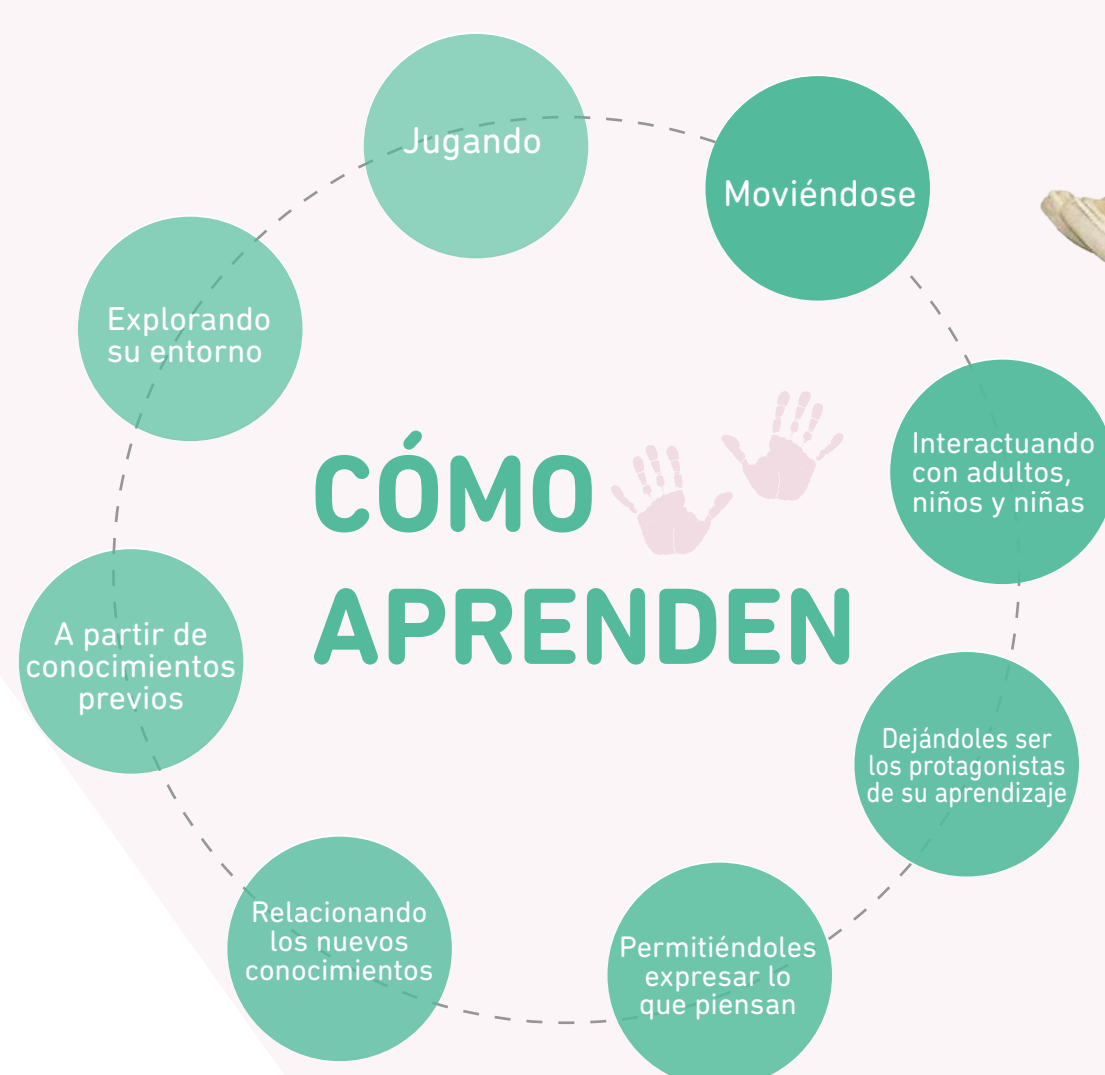 Jugando
Moviéndose
Explorando
su entorno
Interactuando
con adultos,
niños y niñas
CÓMO
APRENDEN
A partir de
conocimientos
previos
Dejándoles ser
los protagonistas
de su aprendizaje
Relacionando
los nuevos
conocimientos
Permitiéndoles
expresar lo
que piensan